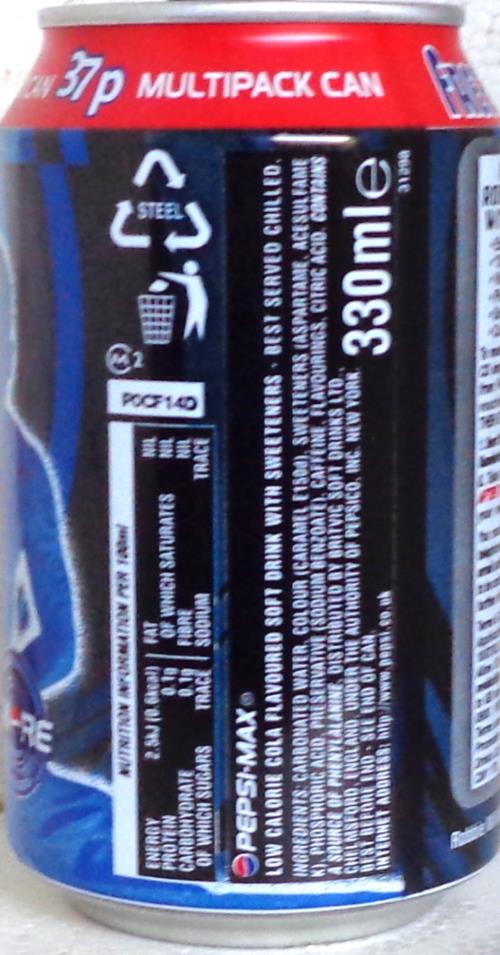 CAN 37p MULTIPACK CAN
STEEL
M 2
POCF14D
NUTRITION INFORMATION PER 100ml
ENERGY 2.5kJ (0.6kcal) FAT NIL
PROTEIN 0.1g OF WHICH SATURATES NIL
CARBOHYDRATE 0.1g FIBRE NIL
OF WHICH SUGARS TRACE SODIUM TRACE
PEPSI-MAX
LOW CALORIE COLA FLAVOURED SOFT DRINK WITH SWEETENERS - BEST SERVED CHILLED.
INGREDIENTS: CARBONATED WATER, COLOUR (CARAMEL E150d), SWEETENERS (ASPARTAME, ACESULFAME
K), PHOSPHORIC ACID, PRESERVATIVE (SODIUM BENZOATE), CAFFEINE, FLAVOURINGS, CITRIC ACID. CONTAINS
A SOURCE OF PHENYLALANINE. DISTRIBUTED BY BRITVIC SOFT DRINKS LTD.,
CHELMSFORD, ENGLAND, UNDER THE AUTHORITY OF PEPSICO, INC. NEW YORK.
BEST BEFORE END - SEE END OF CAN.
INTERNET ADDRESS: http://www.pepsi.co.uk
330ml e